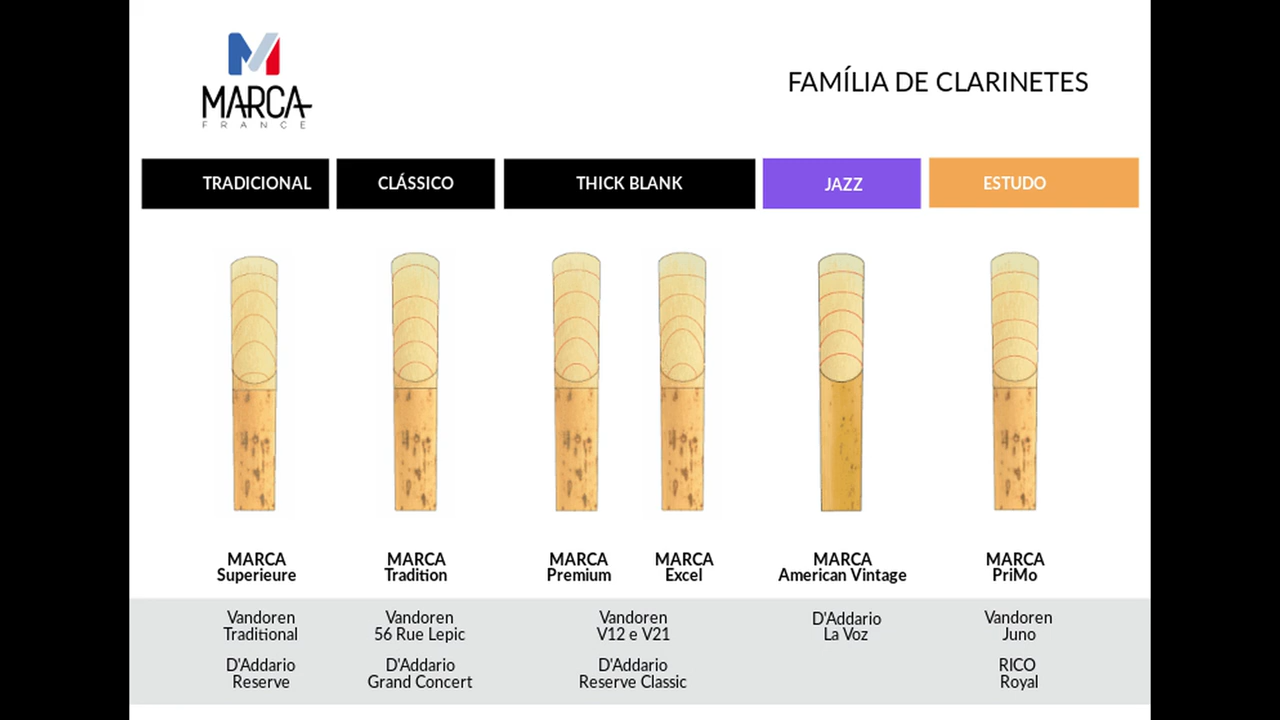 MARCA
FRANCE
FAMÍLIA DE CLARINETES
TRADICIONAL
CLÁSSICO
THICK BLANK
JAZZ
ESTUDO
MARCA
Superieure
MARCA
Tradition
MARCA
Premium
MARCA
Excel
MARCA
American Vintage
MARCA
PriMo
Vandoren
Traditional
D'Addario
Reserve
Vandoren
56 Rue Lepic
D'Addario
Grand Concert
Vandoren
V12 e V21
D'Addario
Reserve Classic
D'Addario
La Voz
Vandoren
Juno
RICO
Royal